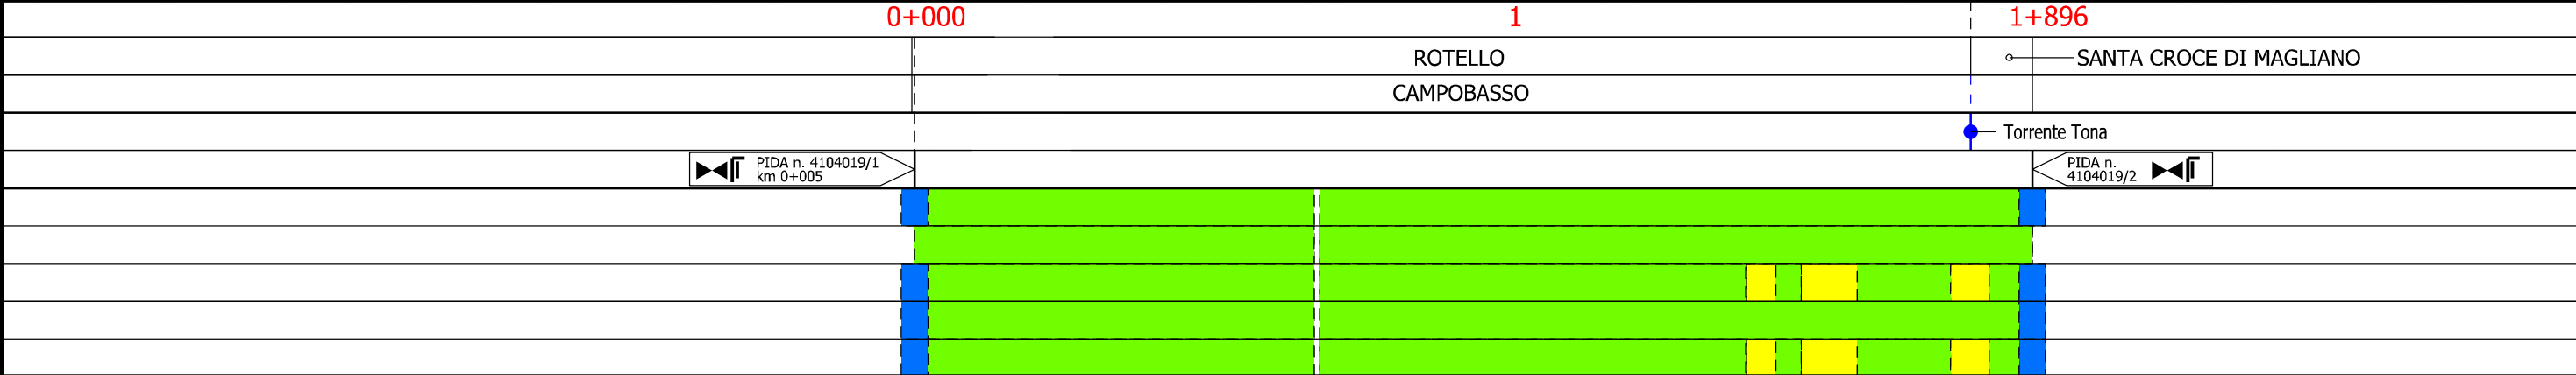 0+000 1 1+896
ROTELLO SANTA CROCE DI MAGLIANO
CAMPOBASSO
Torrente Tona
PIDA n. 4104019/1
km 0+005
PIDA n.
4104019/2